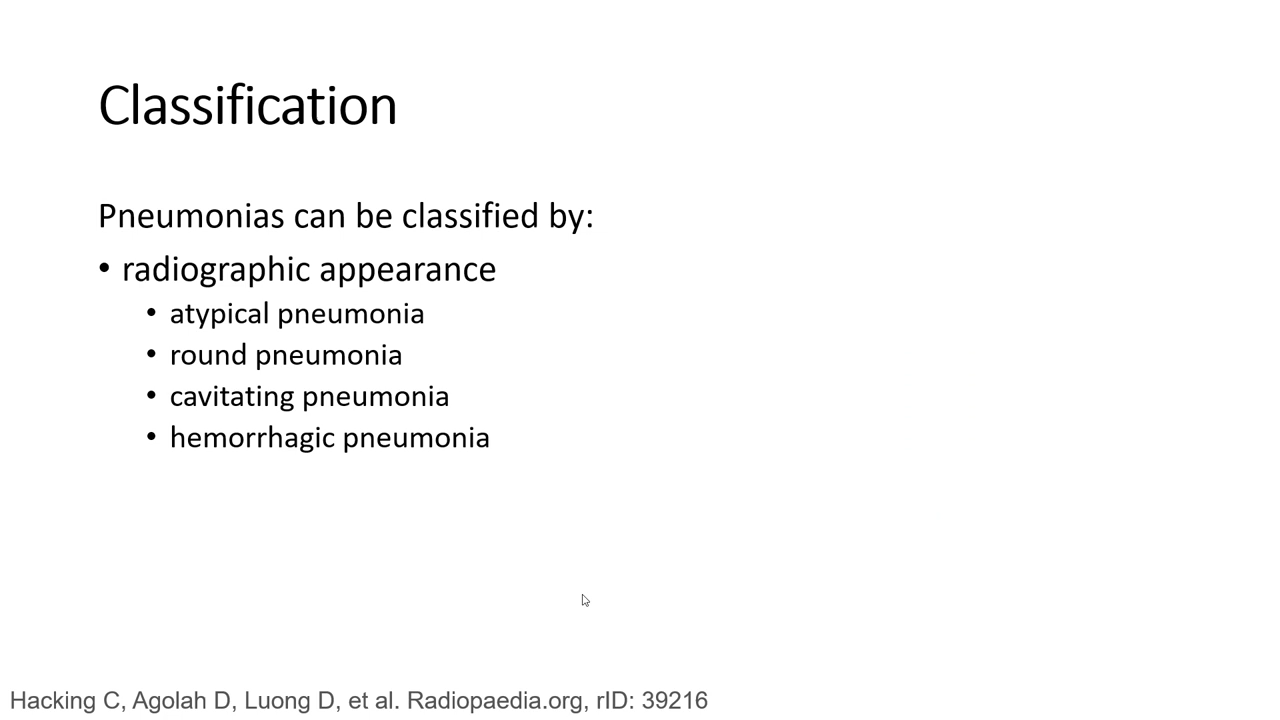 Classification
Pneumonias can be classified by:
• radiographic appearance
• atypical pneumonia
• round pneumonia
• cavitating pneumonia
• hemorrhagic pneumonia
Hacking C, Agolah D, Luong D, et al. Radiopaedia.org, rID: 39216